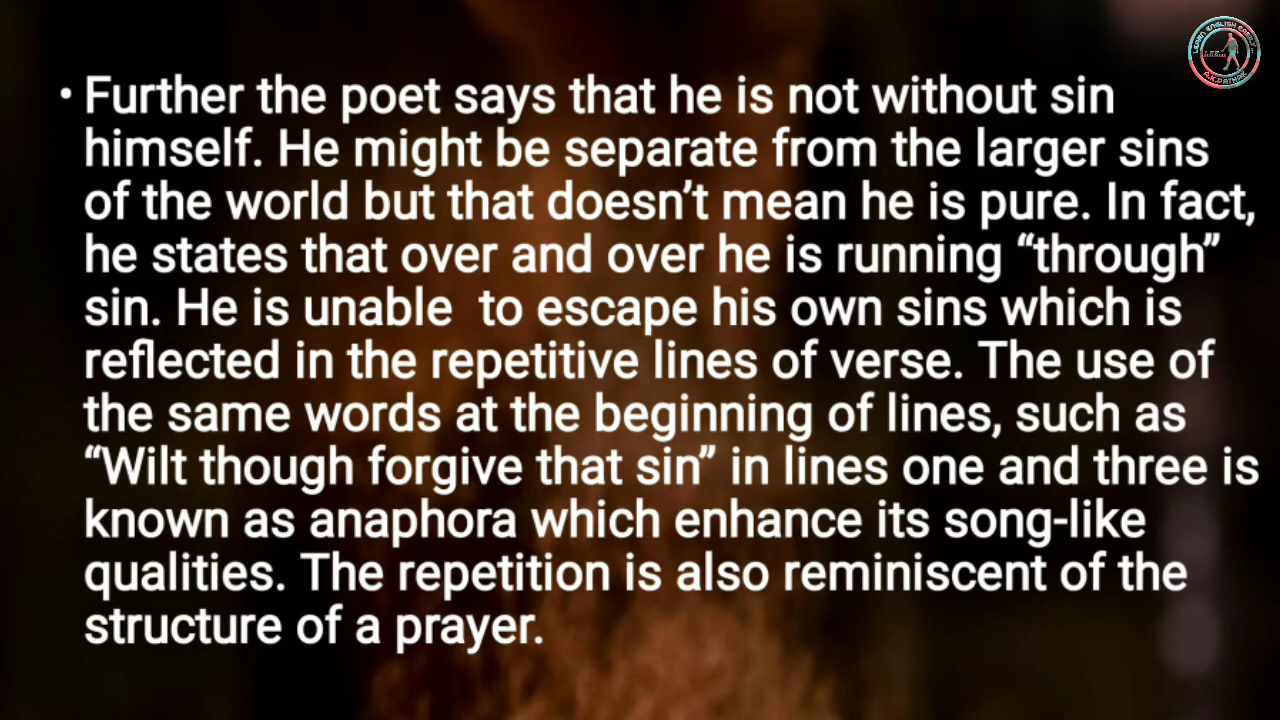 • Further the poet says that he is not without sin
himself. He might be separate from the larger sins
of the world but that doesn’t mean he is pure. In fact,
he states that over and over he is running “through”
sin. He is unable  to escape his own sins which is
reflected in the repetitive lines of verse. The use of
the same words at the beginning of lines, such as
“Wilt though forgive that sin” in lines one and three is
known as anaphora which enhance its song-like
qualities. The repetition is also reminiscent of the
structure of a prayer.
LEARN ENGLISH EASILY...
A.K.PATHAK